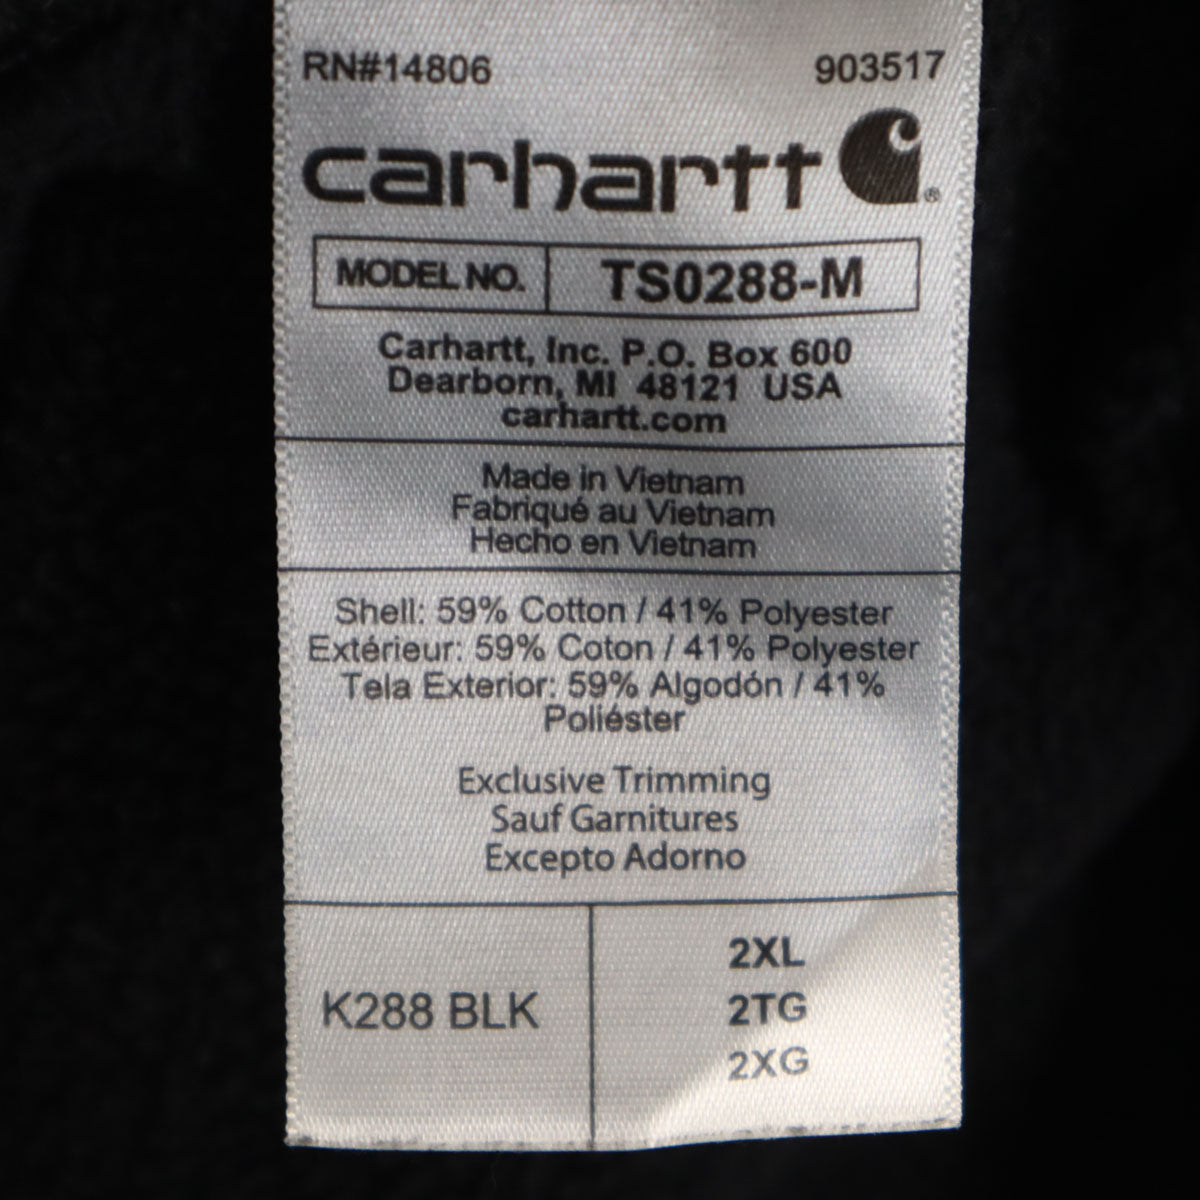 RN#14806 903517
carhartt®
MODEL NO. TS0288-M
Carhartt, Inc. P.O. Box 600
Dearborn, MI 48121 USA
carhartt.com
Made in Vietnam
Fabriqué au Vietnam
Hecho en Vietnam
Shell: 59% Cotton / 41% Polyester
Extérieur: 59% Coton / 41% Polyester
Tela Exterior: 59% Algodón / 41%
Poliéster
Exclusive Trimming
Sauf Garnitures
Excepto Adorno
K288 BLK
2XL
2TG
2XG